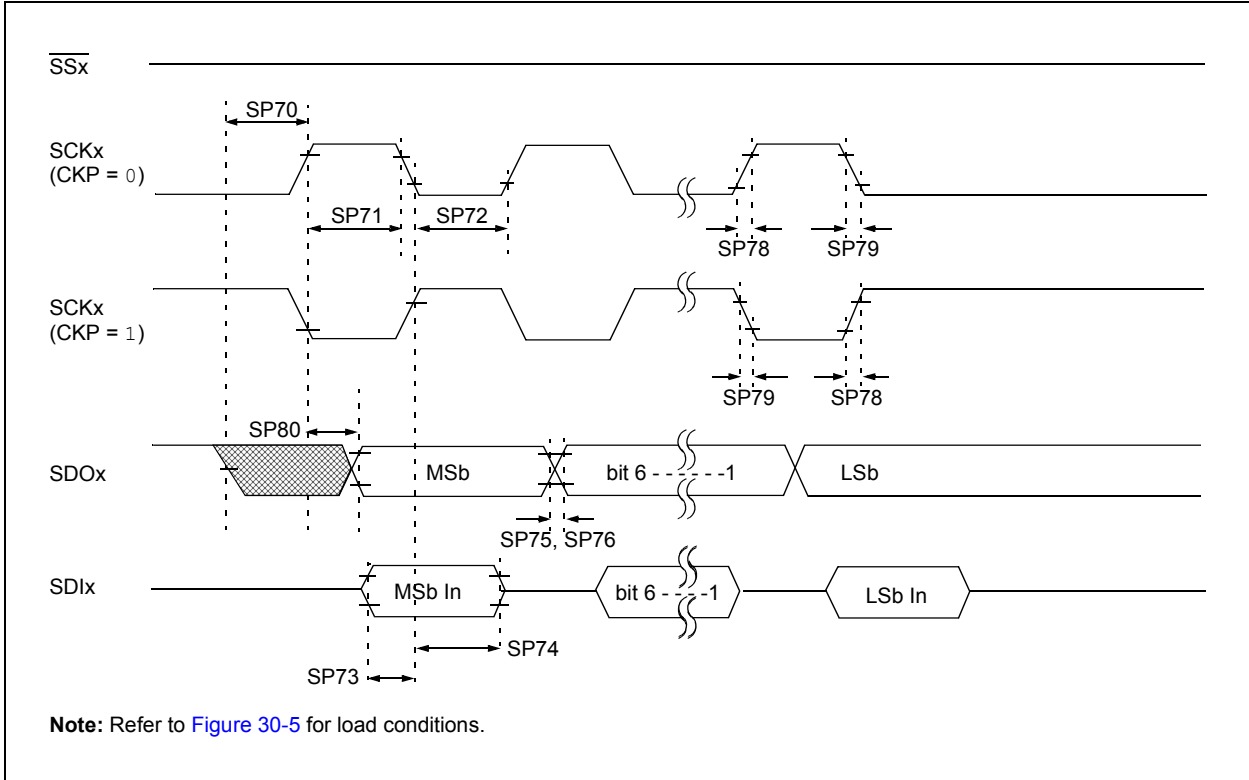 SSx
SP70
SCKx
(CKP = 0)
SP71
SP72
SP78
SP79
SCKx
(CKP = 1)
SP79
SP78
SP80
SDOx
MSb
bit 6 - - - - - -1
LSb
SP75, SP76
SDIx
MSb In
bit 6 - - - - -1
LSb In
SP74
SP73
Note: Refer to Figure 30-5 for load conditions.